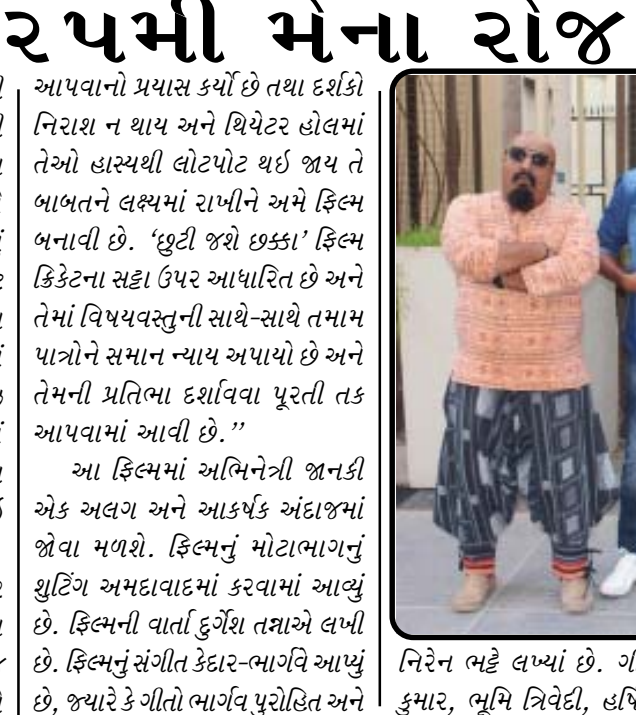 ૨૫મી મેના રોજ
આપવાનો પ્રયાસ કર્યો છે તથા દર્શકો
નિરાશ ન થાય અને થિયેટર હોલમાં
તેઓ હાસ્યથી લોટપોટ થઇ જાય તે
બાબતને લક્ષ્યમાં રાખીને અમે ફિલ્મ
બનાવી છે. ‘છુટી જશે છક્કા’ ફિલ્મ
ક્રિકેટના સટ્ટા ઉપર આધારિત છે અને
તેમાં વિષયવસ્તુની સાથે-સાથે તમામ
પાત્રોને સમાન ન્યાય અપાયો છે અને
તેમની પ્રતિભા દર્શાવવા પૂરતી તક
આપવામાં આવી છે.’’
આ ફિલ્મમાં અભિનેત્રી જાનકી
એક અલગ અને આકર્ષક અંદાજમાં
જોવા મળશે. ફિલ્મનું મોટાભાગનું
શુટિંગ અમદાવાદમાં કરવામાં આવ્યું
છે. ફિલ્મની વાર્તા દુર્ગેશ તન્નાએ લખી
છે. ફિલ્મનું સંગીત કેદાર-ભાર્ગવે આપ્યું
છે, જ્યારે કે ગીતો ભાર્ગવ પુરોહિત અને
નિરેન ભટ્ટે લખ્યાં છે.
કુમાર, ભૂમિ ત્રિવેદી,